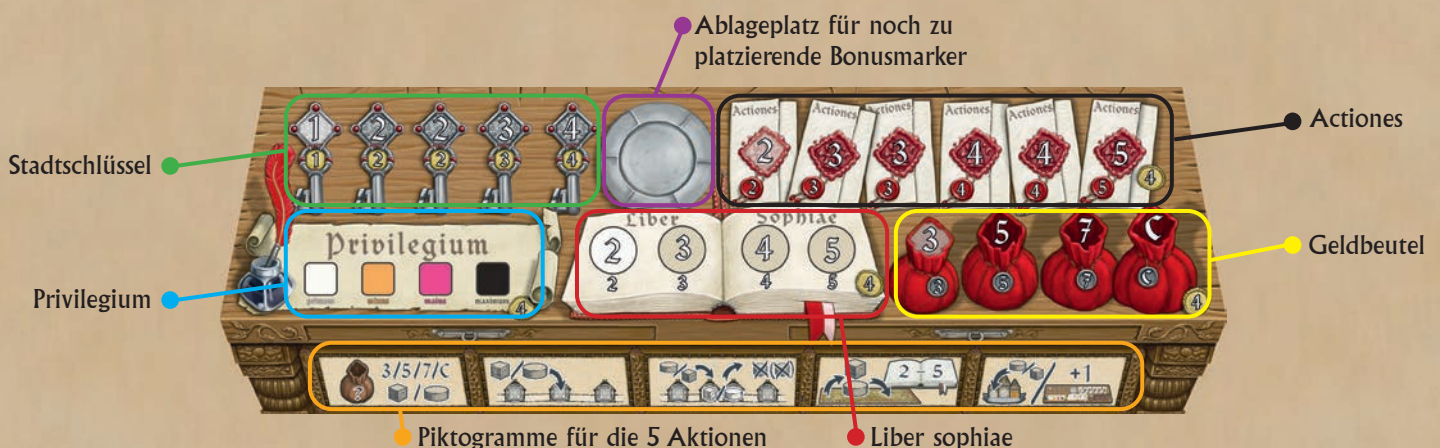 Ablageplatz für noch zu
platzierende Bonusmarker
Stadtschlüssel
1 2 2 3 4
1 2 2 3 4
Actiones Actiones Actiones Actiones Actiones Actiones
2 3 3 4 4 5
2 3 3 4 4 5 4
Actiones
Privilegium
Privilegium
primus maius maximum
4
Liber Sophiae
2 3 4 5
2 3 4 5
4
3 5 7 C
3 5 7 C
4
Geldbeutel
3/5/7/C
?
/
/
/
2 - 5
/ +1
Piktogramme für die 5 Aktionen
Liber sophiae